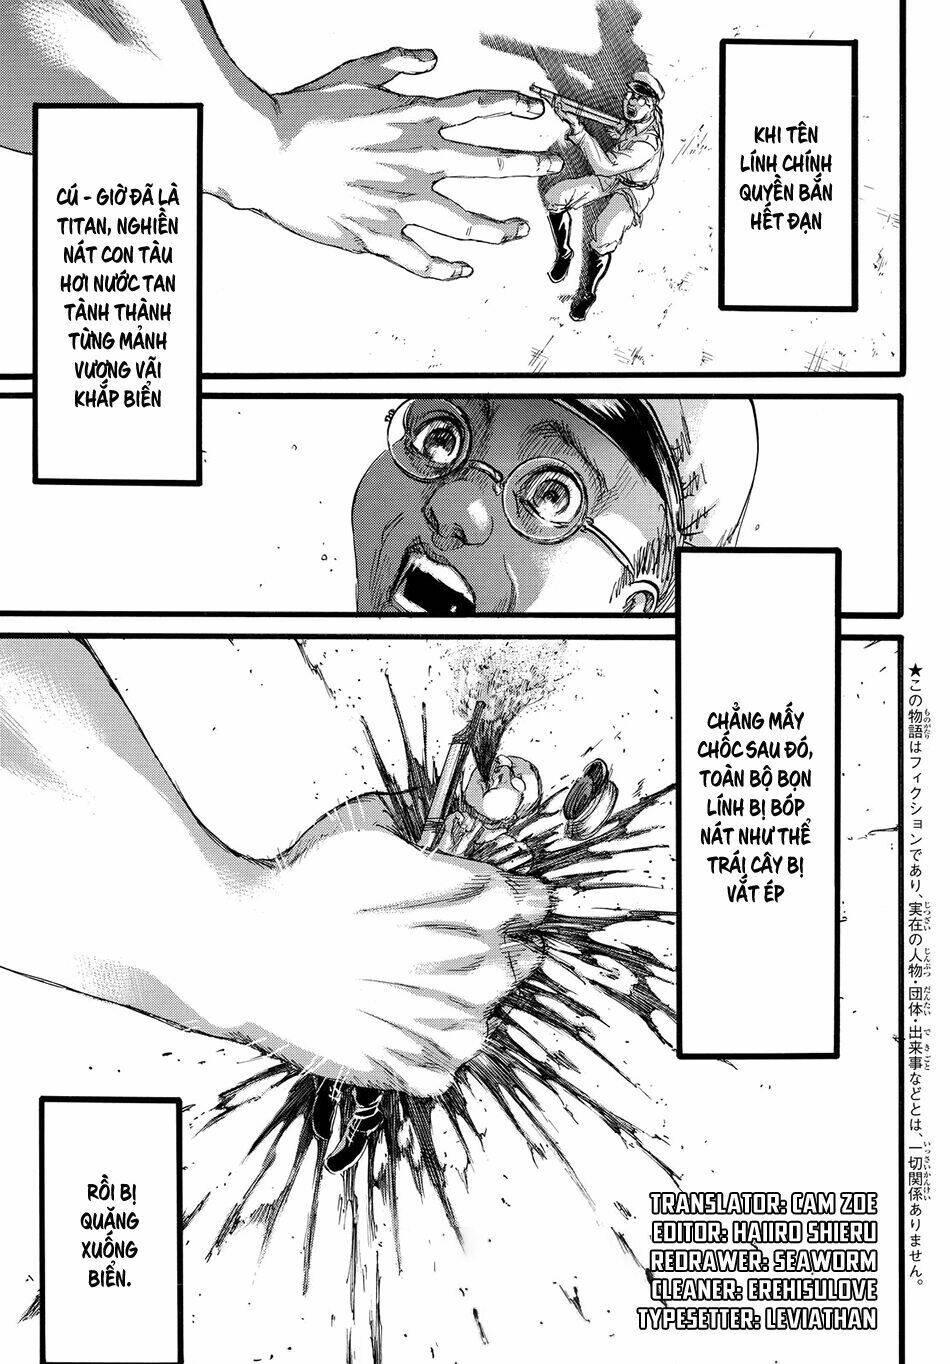 KHI TÊN
LÍNH CHÍNH
QUYỀN BẮN
HẾT ĐẠN
CÚ - GIỜ ĐÃ LÀ
TITAN, NGHIỀN
NÁT CON TÀU
HƠI NƯỚC TAN
TÀNH THÀNH
TỪNG MẢNH
VƯƠNG VÃI
KHẮP BIỂN
CHẲNG MẤY
CHỐC SAU ĐÓ,
TOÀN BỘ BỌN
LÍNH BỊ BÓP
NÁT NHƯ THỂ
TRÁI CÂY BỊ
VẮT ÉP
★この物語はフィクションであり、実在の人物・団体・出来事などとは、一切関係ありません。
RỒI BỊ
QUĂNG
XUỐNG
BIỂN.
TRANSLATOR: CAM ZOE
EDITOR: HAIIRO SHIERU
REDRAWER: SEAWORM
CLEANER: EREHISULOVE
TYPESETTER: LEVIATHAN